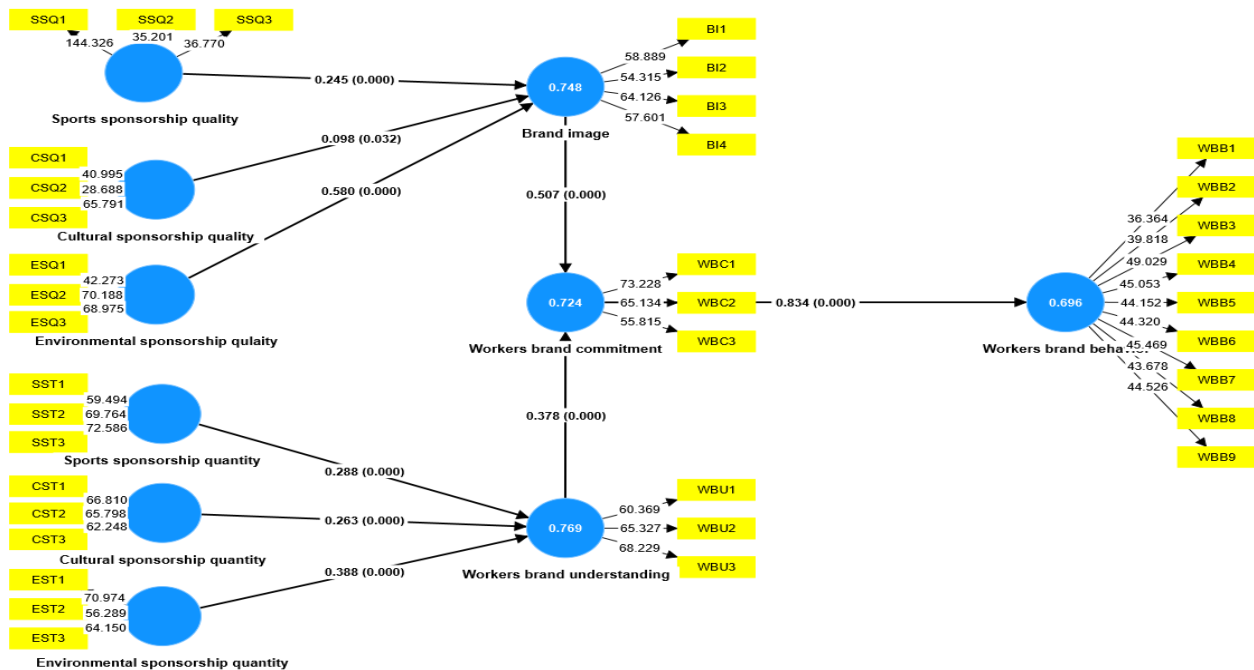 SSQ1
SSQ2
SSQ3
144.326
35.201
36.770
Sports sponsorship quality
0.245 (0.000)
CSQ1
CSQ2
CSQ3
40.995
28.688
65.791
Cultural sponsorship quality
0.098 (0.032)
ESQ1
ESQ2
ESQ3
42.273
70.188
68.975
Environmental sponsorship qulaity
0.580 (0.000)
0.748
Brand image
58.889
54.315
64.126
57.601
BI1
BI2
BI3
BI4
0.507 (0.000)
0.724
Workers brand commitment
73.228
65.134
55.815
WBC1
WBC2
WBC3
0.834 (0.000)
0.378 (0.000)
SST1
SST2
SST3
59.494
69.764
72.586
Sports sponsorship quantity
0.288 (0.000)
CST1
CST2
CST3
66.810
65.798
62.248
Cultural sponsorship quantity
0.263 (0.000)
EST1
EST2
EST3
70.974
56.289
64.150
Environmental sponsorship quantity
0.388 (0.000)
0.769
Workers brand understanding
60.369
65.327
68.229
WBU1
WBU2
WBU3
0.696
Workers brand behavior
36.364
39.818
49.029
45.053
44.152
44.320
45.469
43.678
44.526
WBB1
WBB2
WBB3
WBB4
WBB5
WBB6
WBB7
WBB8
WBB9